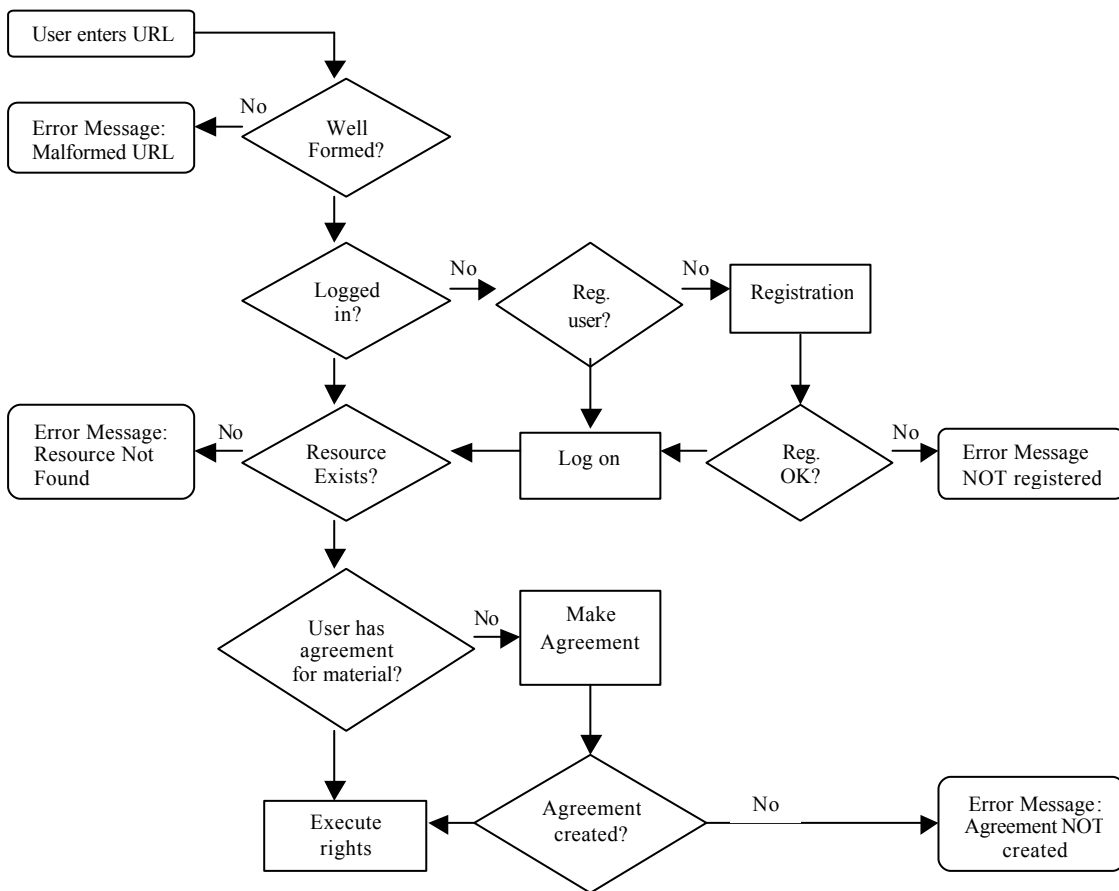 User enters URL
No
Error Message:
Malformed URL
Well
Formed?
No
No
Logged
in?
Reg.
user?
Registration
Error Message:
Resource Not
Found
No
Resource
Exists?
Log on
Reg.
OK?
No
Error Message
NOT registered
User has
agreement
for material?
No
Make
Agreement
Execute
rights
Agreement
created?
No
Error Message:
Agreement NOT
created